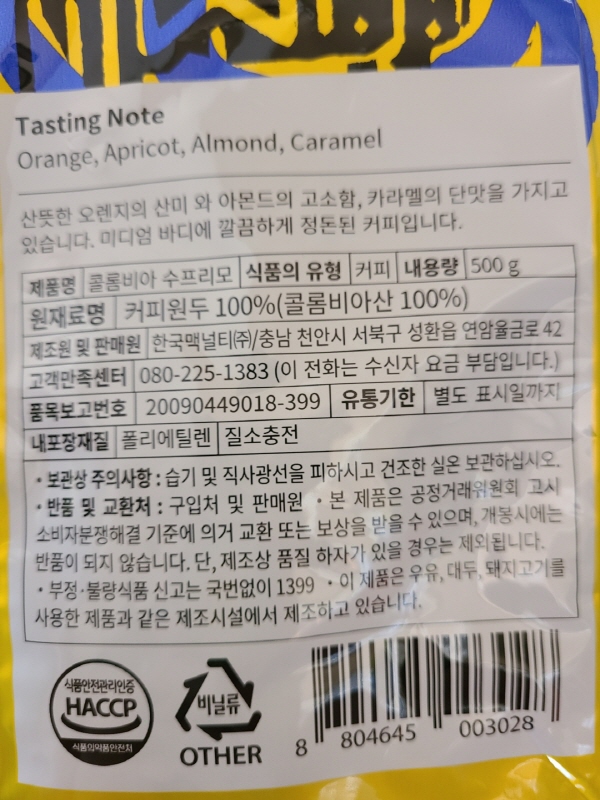 Tasting Note
Orange, Apricot, Almond, Caramel
산뜻한 오렌지의 산미 와 아몬드의 고소함, 카라멜의 단맛을 가지고
있습니다. 미디엄 바디에 깔끔하게 정돈된 커피입니다.
제품명 콜롬비아 수프리모 식품의 유형 커피 내용량 500 g
원재료명 커피원두 100%(콜롬비아산 100%)
제조원 및 판매원 한국맥널티㈜/충남 천안시 서북구 성환읍 연암율금로 42
고객만족센터 080-225-1383 (이 전화는 수신자 요금 부담입니다.)
품목보고번호 20090449018-399 유통기한 별도 표시일까지
내포장재질 폴리에틸렌 질소충전
• 보관상 주의사항 : 습기 및 직사광선을 피하시고 건조한 실온 보관하십시오.
• 반품 및 교환처 : 구입처 및 판매원 • 본 제품은 공정거래위원회 고시
소비자분쟁해결 기준에 의거 교환 또는 보상을 받을 수 있으며, 개봉시에는
반품이 되지 않습니다. 단, 제조상 품질 하자가 있을 경우는 제외됩니다.
• 부정·불량식품 신고는 국번없이 1399 • 이 제품은 우유, 대두, 돼지고기를
사용한 제품과 같은 제조시설에서 제조하고 있습니다.
식품안전관리인증
HACCP
식품의약품안전처
비닐류
OTHER
8 804645 003028